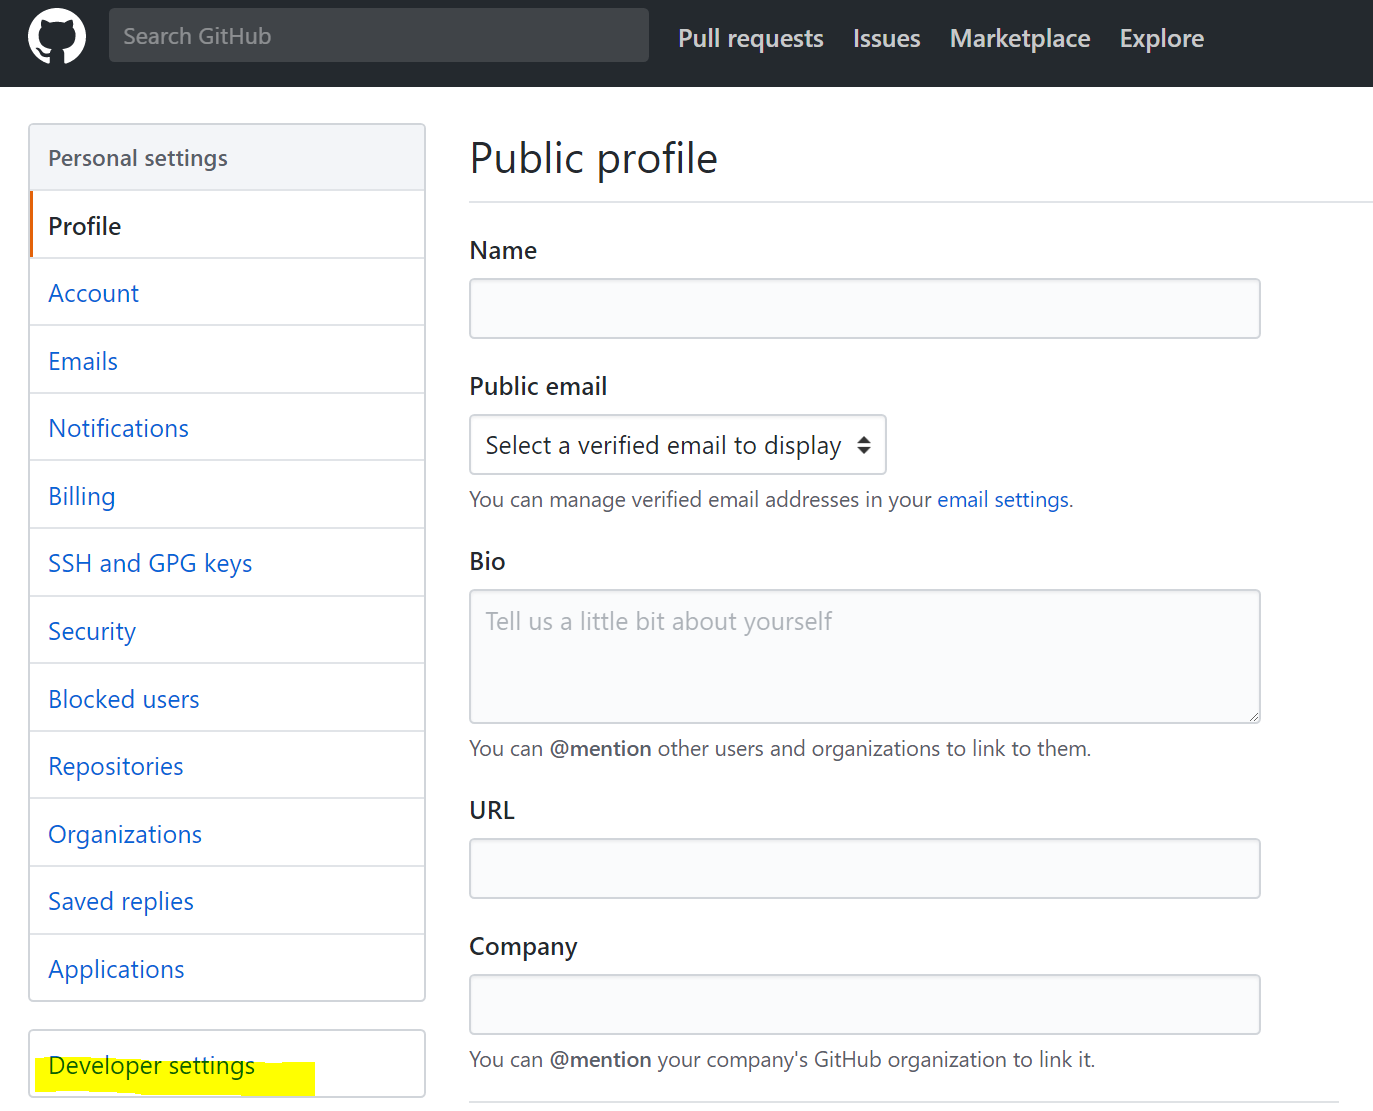 Search GitHub
Pull requests
Issues
Marketplace
Explore
Personal settings
Profile
Account
Emails
Notifications
Billing
SSH and GPG keys
Security
Blocked users
Repositories
Organizations
Saved replies
Applications
Developer settings
Public profile
Name
Public email
Select a verified email to display
You can manage verified email addresses in your email settings.
Bio
Tell us a little bit about yourself
You can @mention other users and organizations to link to them.
URL
Company
You can @mention your company's GitHub organization to link it.